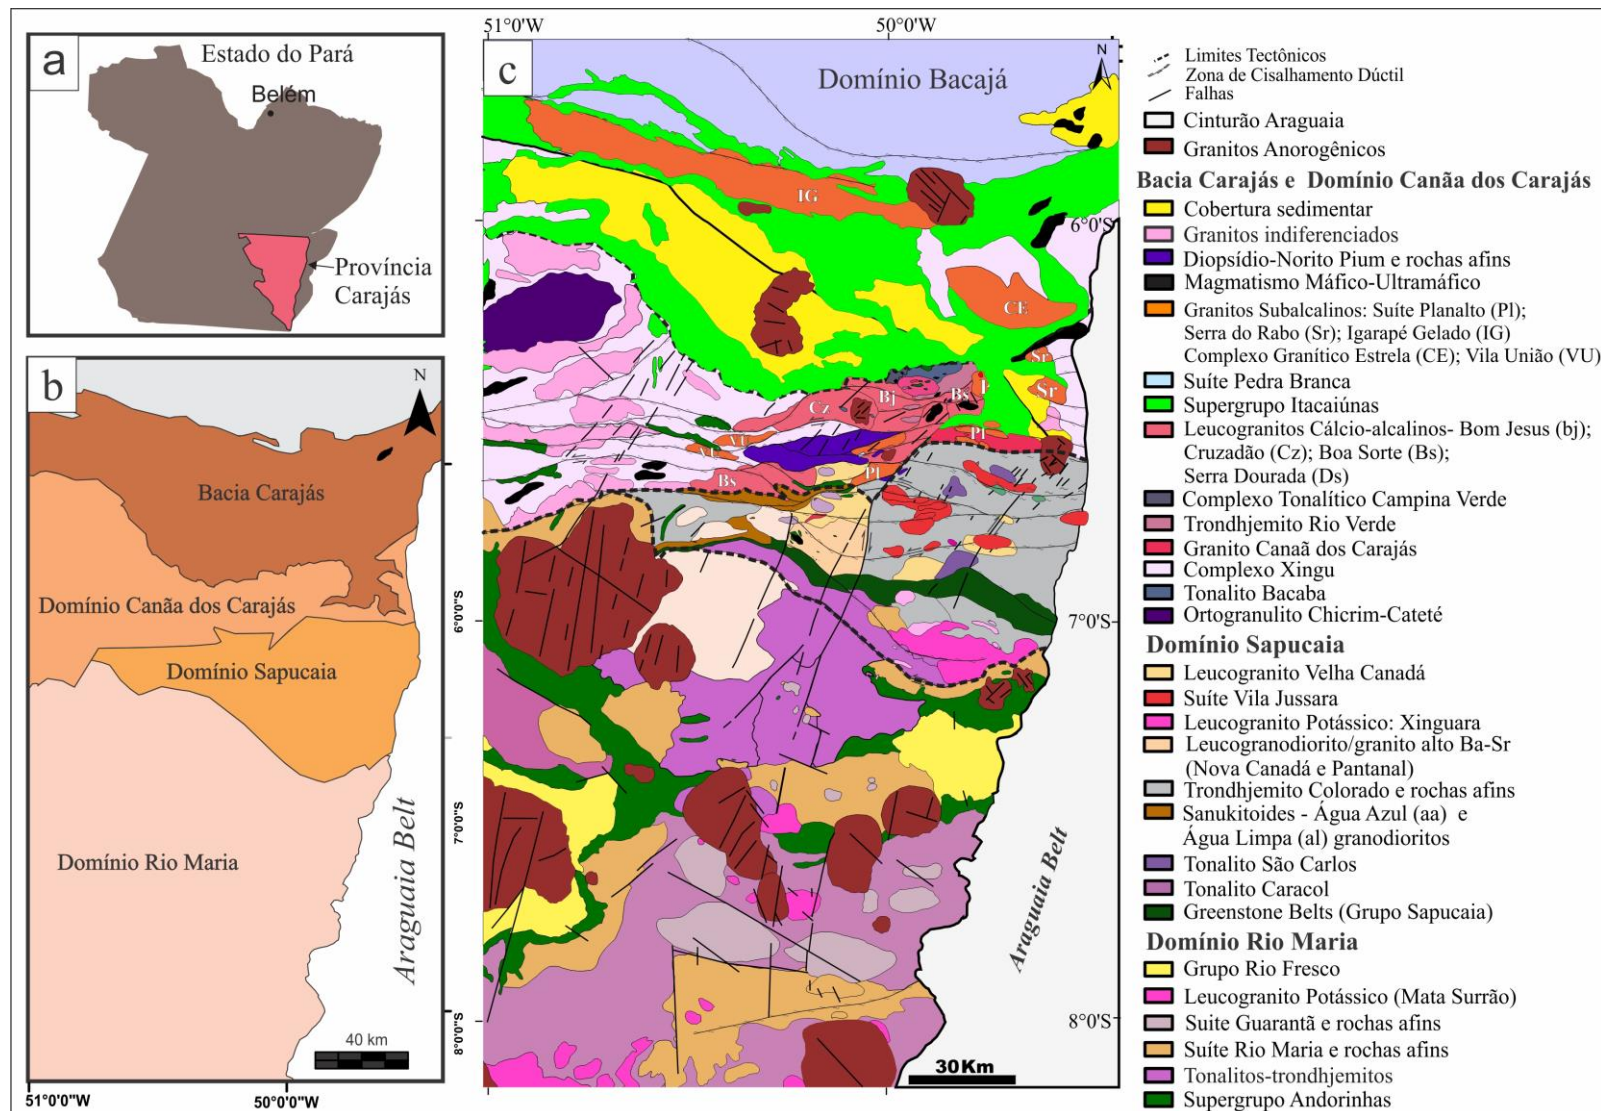 a
Estado do Pará
Belém
Província
Carajás
b
N
Bacia Carajás
Domínio Canãa dos Carajás
Domínio Sapucaia
Domínio Rio Maria
Araguaia Belt
40 km
51°0'0"W
50°0'0"W
6°0'0"S
7°0'0"S
8°0'0"S
51°0'W
50°0'W
c
N
Domínio Bacajá
IG
6°0'S
CE
Sr
Sr
Cz
Bj
Bs
Pl
VU
Pl
Bs
7°0'S
Araguaia Belt
8°0'S
30Km
Limites Tectônicos
Zona de Cisalhamento Dúctil
Falhas
Cinturão Araguaia
Granitos Anorogênicos
Bacia Carajás e Domínio Canãa dos Carajás
Cobertura sedimentar
Granitos indiferenciados
Diopsídio-Norito Pium e rochas afins
Magmatismo Máfico-Ultramáfico
Granitos Subalcalinos: Suíte Planalto (Pl);
Serra do Rabo (Sr); Igarapé Gelado (IG)
Complexo Granítico Estrela (CE); Vila União (VU)
Suíte Pedra Branca
Supergrupo Itacaiúnas
Leucogranitos Cálcio-alcalinos- Bom Jesus (bj);
Cruzadão (Cz); Boa Sorte (Bs);
Serra Dourada (Ds)
Complexo Tonalítico Campina Verde
Trondhjemito Rio Verde
Granito Canaã dos Carajás
Complexo Xingu
Tonalito Bacaba
Ortogranulito Chicrim-Cateté
Domínio Sapucaia
Leucogranito Velha Canadá
Suíte Vila Jussara
Leucogranito Potássico: Xinguara
Leucogranodiorito/granito alto Ba-Sr
(Nova Canadá e Pantanal)
Trondhjemito Colorado e rochas afins
Sanukitoides - Água Azul (aa) e
Água Limpa (al) granodioritos
Tonalito São Carlos
Tonalito Caracol
Greenstone Belts (Grupo Sapucaia)
Domínio Rio Maria
Grupo Rio Fresco
Leucogranito Potássico (Mata Surrão)
Suite Guarantã e rochas afins
Suíte Rio Maria e rochas afins
Tonalitos-trondhjemitos
Supergrupo Andorinhas